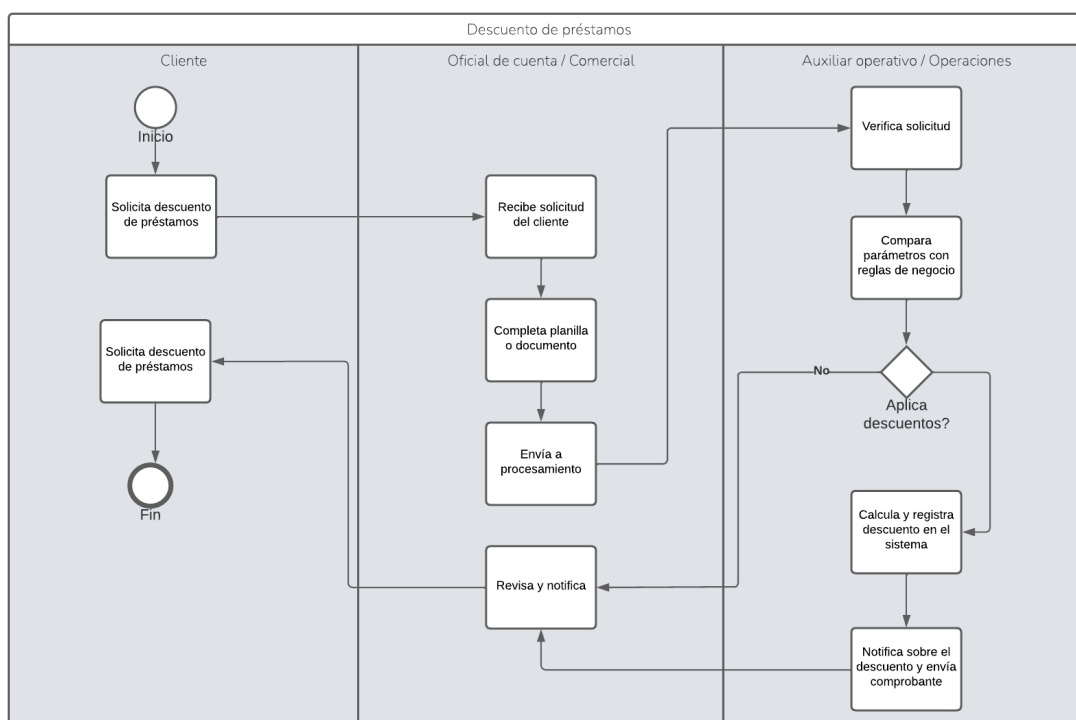 Descuento de préstamos
Cliente
Oficial de cuenta / Comercial
Auxiliar operativo / Operaciones
Inicio
Solicita descuento
de préstamos
Recibe solicitud
del cliente
Completa planilla
o documento
Envía a
procesamiento
Verifica solicitud
Compara
parámetros con
reglas de negocio
Aplica
descuentos?
No
Calcula y registra
descuento en el
sistema
Notifica sobre el
descuento y envía
comprobante
Revisa y notifica
Solicita descuento
de préstamos
Fin